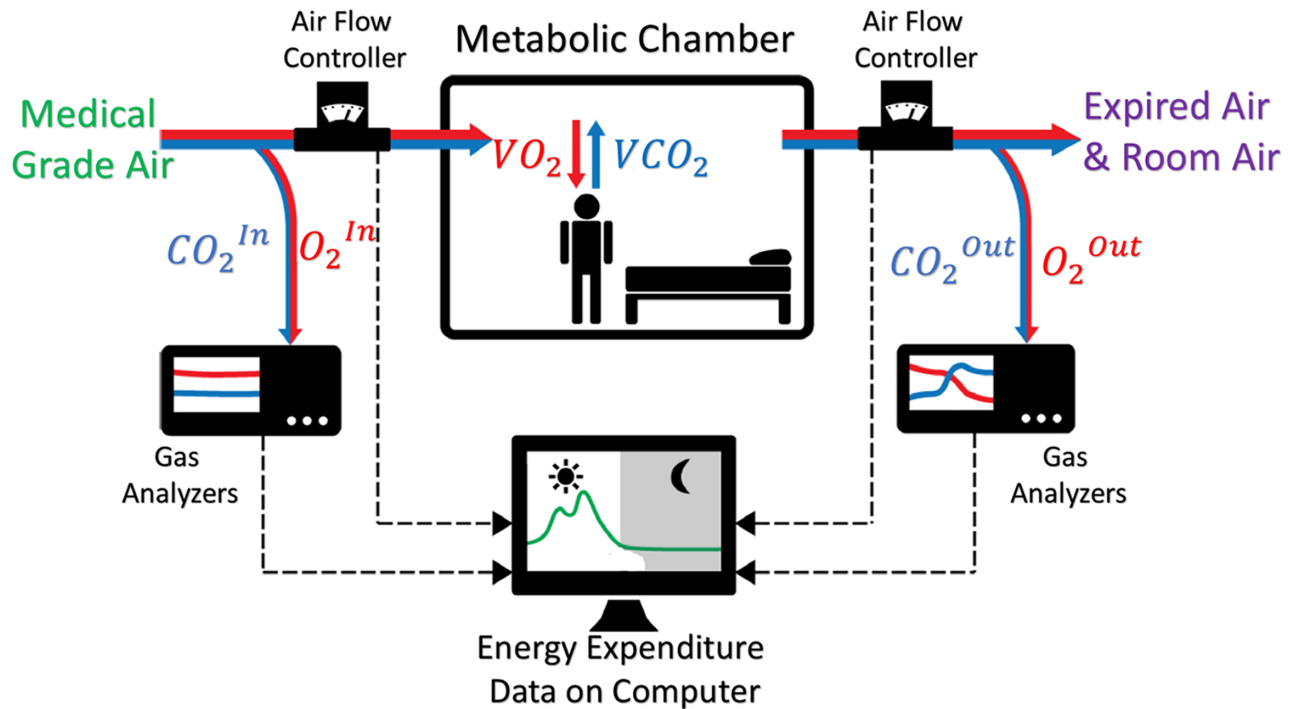 Air Flow
Controller
Metabolic Chamber
Air Flow
Controller
Medical
Grade Air
Expired Air
& Room Air
VO₂
VCO₂
CO₂ᴵⁿ
O₂ᴵⁿ
CO₂ᴼᵘᵗ
O₂ᴼᵘᵗ
Gas
Analyzers
Gas
Analyzers
Energy Expenditure
Data on Computer